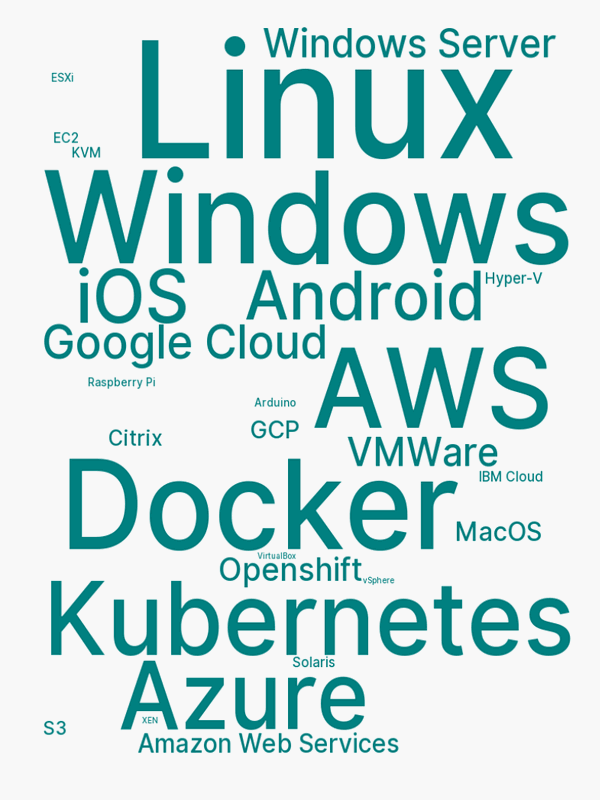 Windows Server
Linux
ESXi
EC2
KVM
Windows
iOS
Android
Hyper-V
Google Cloud
AWS
Raspberry Pi
Arduino
GCP
Citrix
VMWare
IBM Cloud
Docker
MacOS
VirtualBox
Openshift
vSphere
Kubernetes
Solaris
Azure
XEN
S3
Amazon Web Services